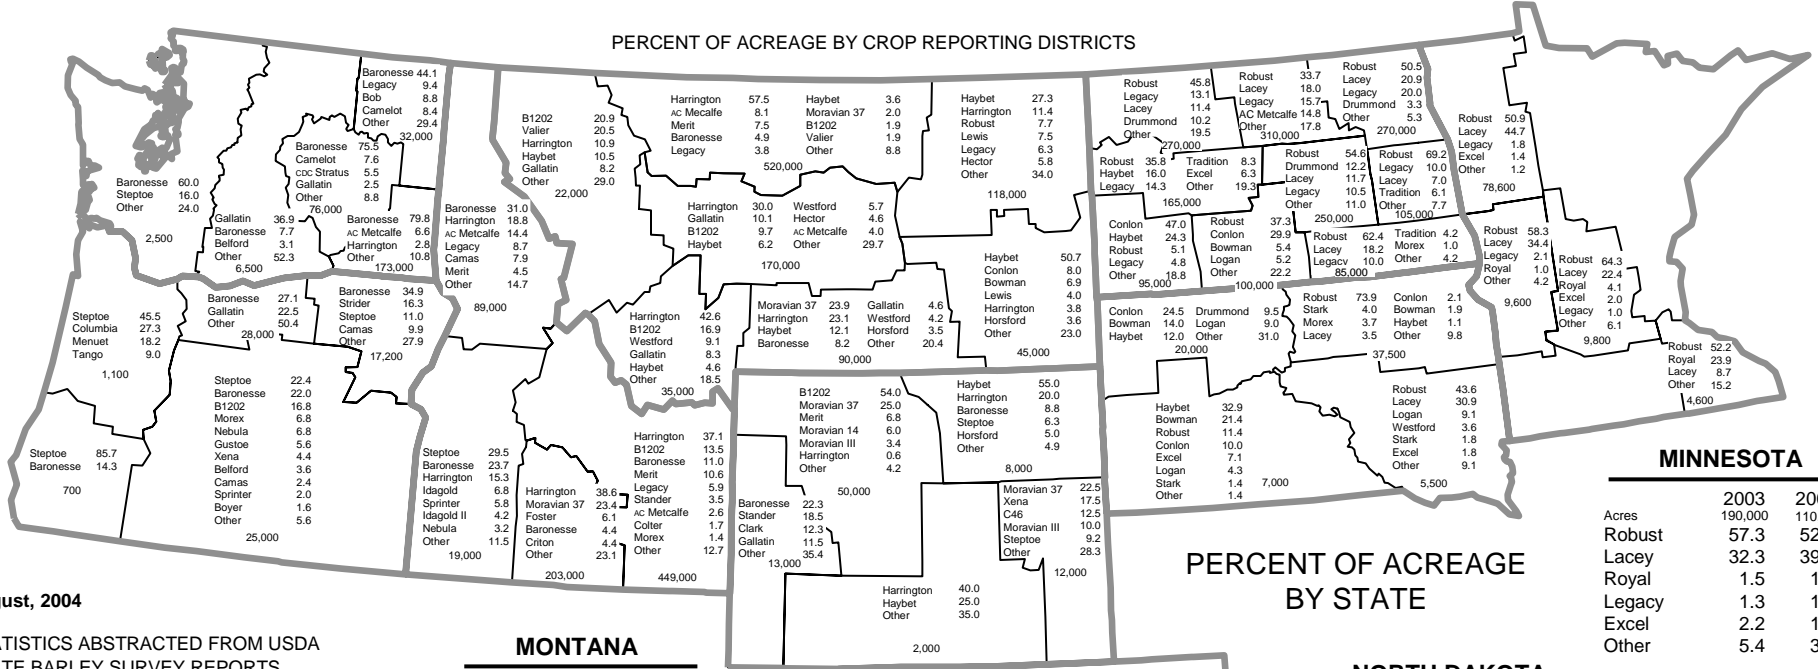 PERCENT OF ACREAGE BY CROP REPORTING DISTRICTS
Baronesse 60.0
Steptoe 16.0
Other 24.0
2,500
Gallatin 36.9
Baronesse 7.7
Belford 3.1
Other 52.3
6,500
Baronesse 75.5
Camelot 7.6
CDC Stratus 5.5
Gallatin 2.5
Other 8.8
76,000
Baronesse 44.1
Legacy 9.4
Bob 8.8
Camelot 8.4
Other 29.4
32,000
Baronesse 79.8
AC Metcalfe 6.6
Harrington 2.8
Other 10.8
173,000
Steptoe 45.5
Columbia 27.3
Menuet 18.2
Tango 9.0
1,100
Baronesse 27.1
Gallatin 22.5
Other 50.4
28,000
Baronesse 34.9
Strider 16.3
Steptoe 11.0
Camas 9.9
Other 27.9
17,200
Steptoe 85.7
Baronesse 14.3
700
Steptoe 22.4
Baronesse 22.0
B1202 16.8
Morex 6.8
Nebula 6.8
Gustoe 5.6
Xena 4.4
Belford 3.6
Camas 2.4
Sprinter 2.0
Boyer 1.6
Other 5.6
25,000
Baronesse 31.0
Harrington 18.8
AC Metcalfe 14.4
Legacy 8.7
Camas 7.9
Merit 4.5
Other 14.7
89,000
Steptoe 29.5
Baronesse 23.7
Harrington 15.3
Idagold 6.8
Sprinter 5.8
Idagold II 4.2
Nebula 3.2
Other 11.5
19,000
Harrington 38.6
Moravian 37 23.4
Foster 6.1
Baronesse 4.4
Criton 4.4
Other 23.1
203,000
Harrington 37.1
B1202 13.5
Baronesse 11.0
Merit 10.6
Legacy 5.9
Stander 3.5
AC Metcalfe 2.6
Colter 1.7
Morex 1.4
Other 12.7
449,000
B1202 20.9
Valier 20.5
Harrington 10.9
Haybet 10.5
Gallatin 8.2
Other 29.0
22,000
Harrington 57.5 Haybet 3.6
AC Mecalfe 8.1 Moravian 37 2.0
Merit 7.5 B1202 1.9
Baronesse 4.9 Valier 1.9
Legacy 3.8 Other 8.8
520,000
Haybet 27.3
Harrington 11.4
Robust 7.7
Lewis 7.5
Legacy 6.3
Hector 5.8
Other 34.0
118,000
Harrington 30.0 Westford 5.7
Gallatin 10.1 Hector 4.6
B1202 9.7 AC Metcalfe 4.0
Haybet 6.2 Other 29.7
170,000
Haybet 50.7
Conlon 8.0
Bowman 6.9
Lewis 4.0
Harrington 3.8
Horsford 3.6
Other 23.0
45,000
Harrington 42.6
B1202 16.9
Westford 9.1
Gallatin 8.3
Haybet 4.6
Other 18.5
35,000
Moravian 37 23.9 Gallatin 4.6
Harrington 23.1 Westford 4.2
Haybet 12.1 Horsford 3.5
Baronesse 8.2 Other 20.4
90,000
B1202 54.0
Moravian 37 25.0
Merit 6.8
Moravian 14 6.0
Moravian III 3.4
Harrington 0.6
Other 4.2
50,000
Haybet 55.0
Harrington 20.0
Baronesse 8.8
Steptoe 6.3
Horsford 5.0
Other 4.9
8,000
Baronesse 22.3
Stander 18.5
Clark 12.3
Gallatin 11.5
Other 35.4
13,000
Moravian 37 22.5
Xena 17.5
C46 12.5
Moravian III 10.0
Steptoe 9.2
Other 28.3
12,000
Harrington 40.0
Haybet 25.0
Other 35.0
2,000
Robust 45.8
Legacy 13.1
Lacey 11.4
Drummond 10.2
Other 19.5
270,000
Robust 33.7
Lacey 18.0
Legacy 15.7
AC Metcalfe 14.8
Other 17.8
310,000
Robust 50.5
Lacey 20.9
Legacy 20.0
Drummond 3.3
Other 5.3
270,000
Robust 35.8 Tradition 8.3
Haybet 16.0 Excel 6.3
Legacy 14.3 Other 19.3
165,000
Robust 54.6
Drummond 12.2
Lacey 11.7
Legacy 10.5
Other 11.0
250,000
Robust 69.2
Legacy 10.0
Lacey 7.0
Tradition 6.1
Other 7.7
105,000
Conlon 47.0
Haybet 24.3
Robust 5.1
Legacy 4.8
Other 18.8
95,000
Robust 37.3
Conlon 29.9
Bowman 5.4
Logan 5.2
Other 22.2
100,000
Robust 62.4 Tradition 4.2
Lacey 18.2 Morex 1.0
Legacy 10.0 Other 4.2
85,000
Conlon 24.5 Drummond 9.5
Bowman 14.0 Logan 9.0
Haybet 12.0 Other 31.0
20,000
Robust 73.9 Conlon 2.1
Stark 4.0 Bowman 1.9
Morex 3.7 Haybet 1.1
Lacey 3.5 Other 9.8
37,500
Haybet 32.9
Bowman 21.4
Robust 11.4
Conlon 10.0
Excel 7.1
Logan 4.3
Stark 1.4
Other 1.4
7,000
Robust 43.6
Lacey 30.9
Logan 9.1
Westford 3.6
Stark 1.8
Excel 1.8
Other 9.1
5,500
Robust 50.9
Lacey 44.7
Legacy 1.8
Excel 1.4
Other 1.2
78,600
Robust 58.3
Lacey 34.4
Legacy 2.1
Royal 1.0
Other 4.2
9,600
Robust 64.3
Lacey 22.4
Royal 4.1
Excel 2.0
Legacy 1.0
Other 6.1
9,800
Robust 52.2
Royal 23.9
Lacey 8.7
Other 15.2
4,600
PERCENT OF ACREAGE
BY STATE
MINNESOTA
2003 20
Acres 190,000 110
Robust 57.3 52
Lacey 32.3 39
Royal 1.5 1
Legacy 1.3 1
Excel 2.2 1
Other 5.4 3
gust, 2004
ATISTICS ABSTRACTED FROM USDA
TE BARLEY SURVEY REPORTS
MONTANA
NORTH DAKOTA